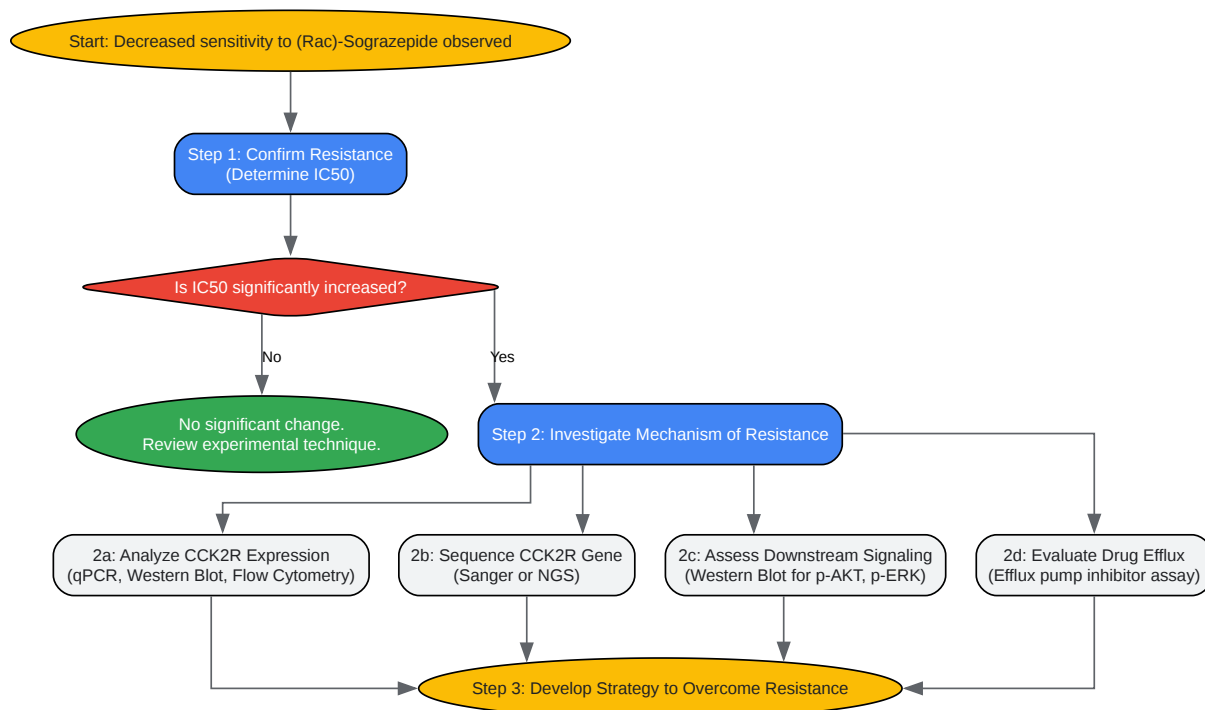 Start: Decreased sensitivity to (Rac)-Sograzepide observed
Step 1: Confirm Resistance
(Determine IC50)
Is IC50 significantly increased?
No
Yes
No significant change.
Review experimental technique.
Step 2: Investigate Mechanism of Resistance
2a: Analyze CCK2R Expression
(qPCR, Western Blot, Flow Cytometry)
2b: Sequence CCK2R Gene
(Sanger or NGS)
2c: Assess Downstream Signaling
(Western Blot for p-AKT, p-ERK)
2d: Evaluate Drug Efflux
(Efflux pump inhibitor assay)
Step 3: Develop Strategy to Overcome Resistance